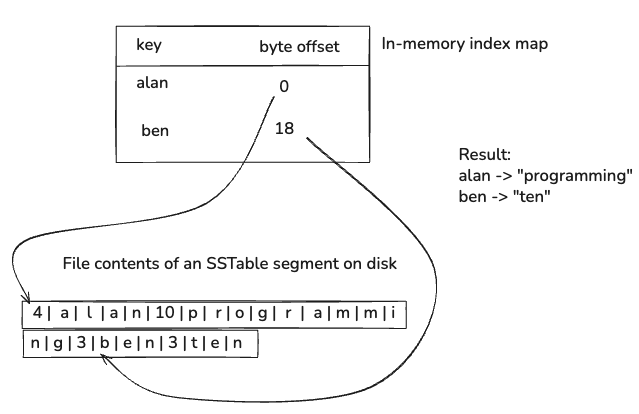 key byte offset
In-memory index map
alan 0
ben 18
Result:
alan -> "programming"
ben -> "ten"
File contents of an SSTable segment on disk
4| a| l| a| n| 10| p| r| o| g| r| a| m| m| i
n| g| 3| b| e| n| 3| t| e| n